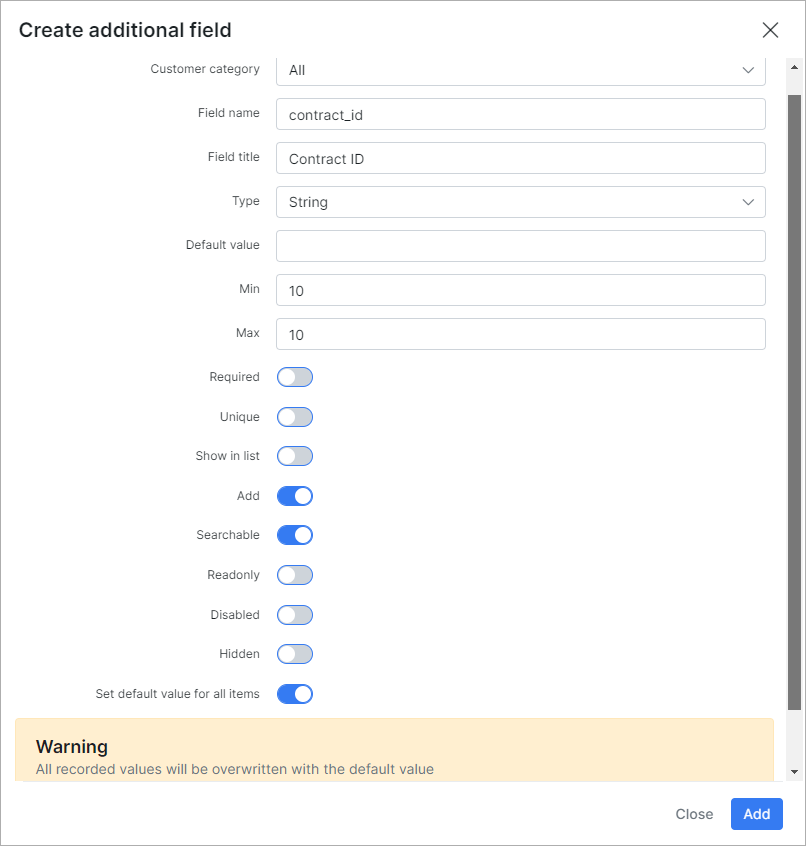 Create additional field
Customer category All
Field name contract_id
Field title Contract ID
Type String
Default value
Min 10
Max 10
Required
Unique
Show in list
Add
Searchable
Readonly
Disabled
Hidden
Set default value for all items
Warning
All recorded values will be overwritten with the default value
Close Add